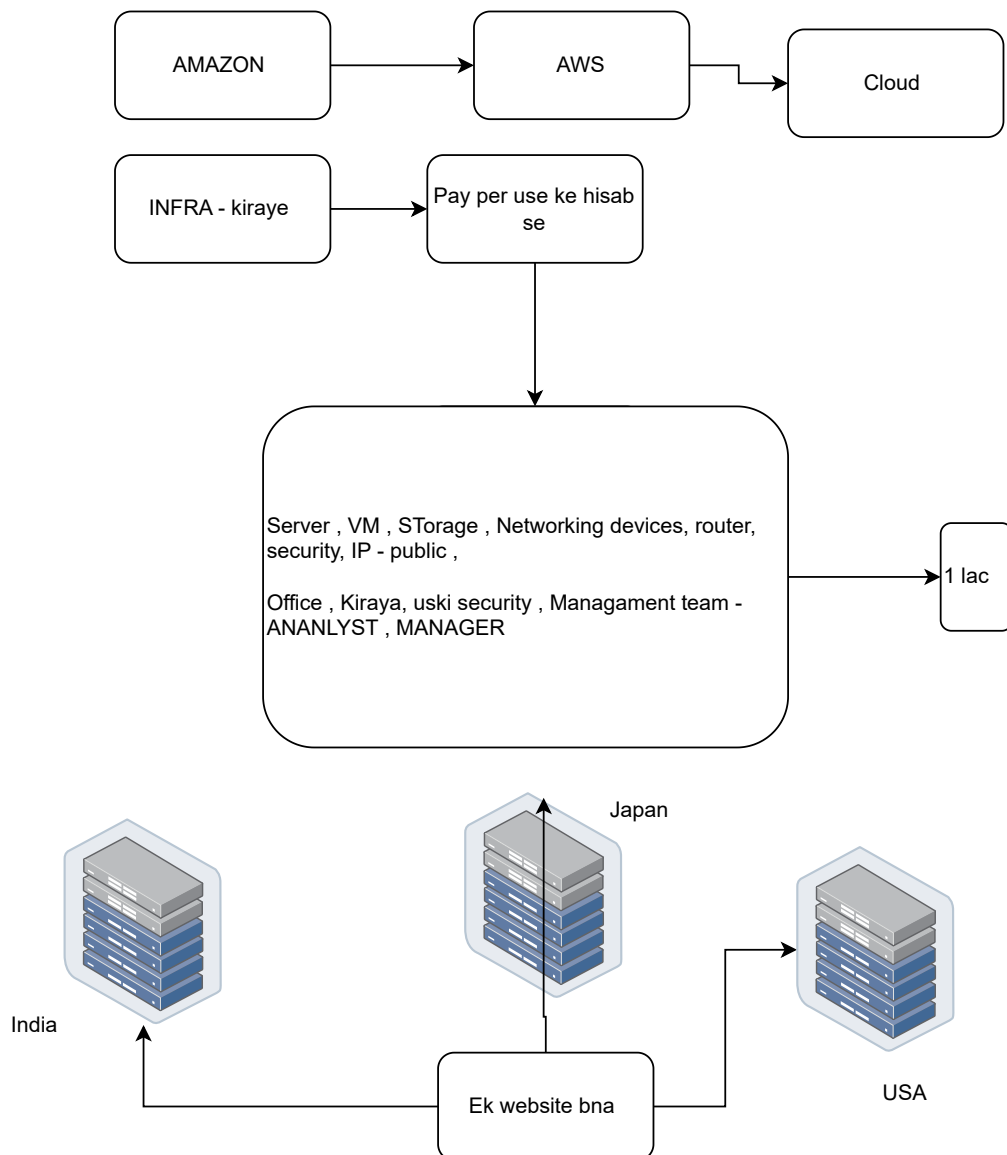 AMAZON
AWS
Cloud
INFRA - kiraye
Pay per use ke hisab
se
Server , VM , STorage , Networking devices, router,
security, IP - public ,
Office , Kiraya, uski security , Managament team -
ANANLYST , MANAGER
1 lac
Japan
India
USA
Ek website bna